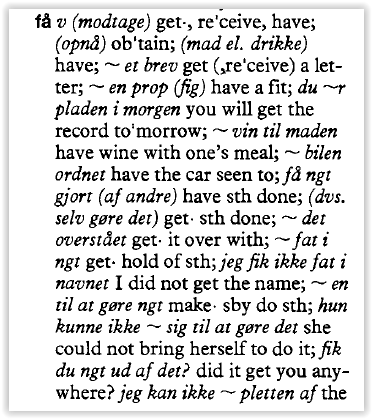 få v (modtage) get·, re'ceive, have;
(opnå) ob'tain; (mad el. drikke)
have; ~ et brev get (ˌre'ceive) a let-
ter; ~ en prop (fig) have a fit; du ~r
pladen i morgen you will get the
record to'morrow; ~ vin til maden
have wine with one's meal; ~ bilen
ordnet have the car seen to; få ngt
gjort (af andre) have sth done; (dvs.
selv gøre det) get· sth done; ~ det
overstået get· it over with; ~ fat i
ngt get· hold of sth; jeg fik ikke fat i
navnet I did not get the name; ~ en
til at gøre ngt make· sby do sth; hun
kunne ikke ~ sig til at gøre det she
could not bring herself to do it; fik
du ngt ud af det? did it get you any-
where? jeg kan ikke ~ pletten af the